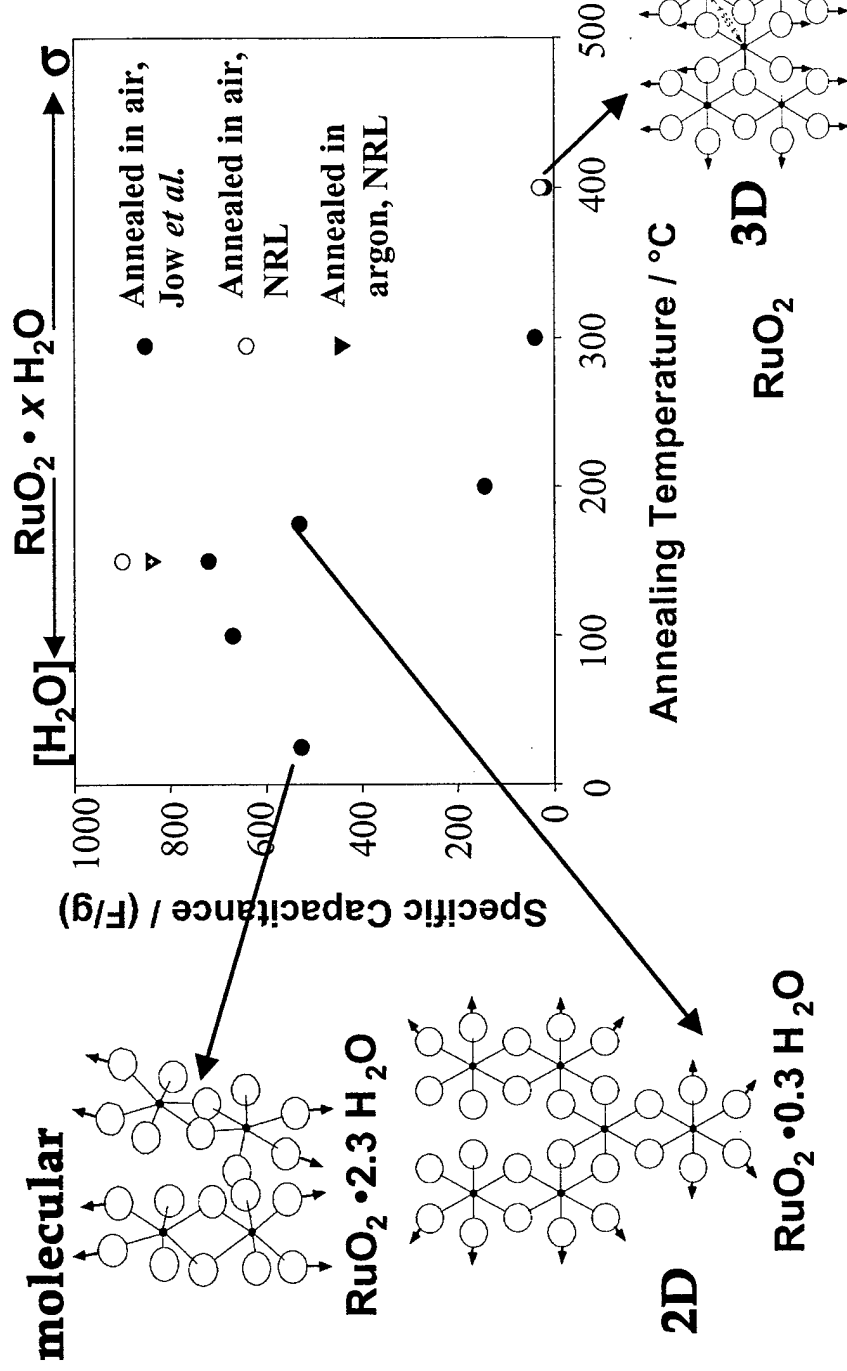 [H₂O] RuO₂ • x H₂O σ
1000
800
600
400
200
0
Specific Capacitance / (F/g)
Annealed in air,
Jow et al.
Annealed in air,
NRL
Annealed in
argon, NRL
0 100 200 300 400 500
Annealing Temperature / °C
molecular
RuO₂ •2.3 H₂O
2D
RuO₂ •0.3 H₂O
3D
RuO₂